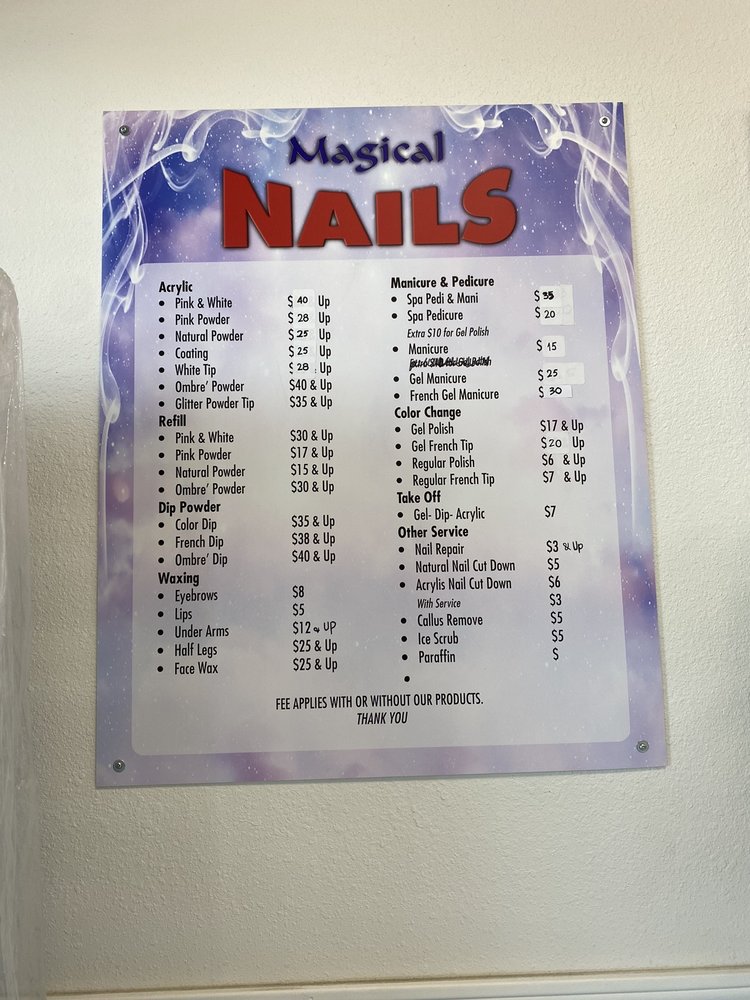 Magical
NAILS
Acrylic
• Pink & White $ 40 Up
• Pink Powder $ 28 Up
• Natural Powder $ 25 Up
• Coating $ 25 Up
• White Tip $ 28 Up
• Ombre' Powder $40 & Up
• Glitter Powder Tip $35 & Up
Refill
• Pink & White $30 & Up
• Pink Powder $17 & Up
• Natural Powder $15 & Up
• Ombre' Powder $30 & Up
Dip Powder
• Color Dip $35 & Up
• French Dip $38 & Up
• Ombre' Dip $40 & Up
Waxing
• Eyebrows $8
• Lips $5
• Under Arms $12 & UP
• Half Legs $25 & Up
• Face Wax $25 & Up
Manicure & Pedicure
• Spa Pedi & Mani $ 35
• Spa Pedicure $ 20
Extra $10 for Gel Polish
• Manicure $ 15
• Gel Manicure $ 25
• French Gel Manicure $ 30
Color Change
• Gel Polish $17 & Up
• Gel French Tip $20 Up
• Regular Polish $6 & Up
• Regular French Tip $7 & Up
Take Off
• Gel- Dip- Acrylic $7
Other Service
• Nail Repair $3 & Up
• Natural Nail Cut Down $5
• Acrylis Nail Cut Down $6
With Service $3
• Callus Remove $5
• Ice Scrub $5
• Paraffin $
•
FEE APPLIES WITH OR WITHOUT OUR PRODUCTS.
THANK YOU